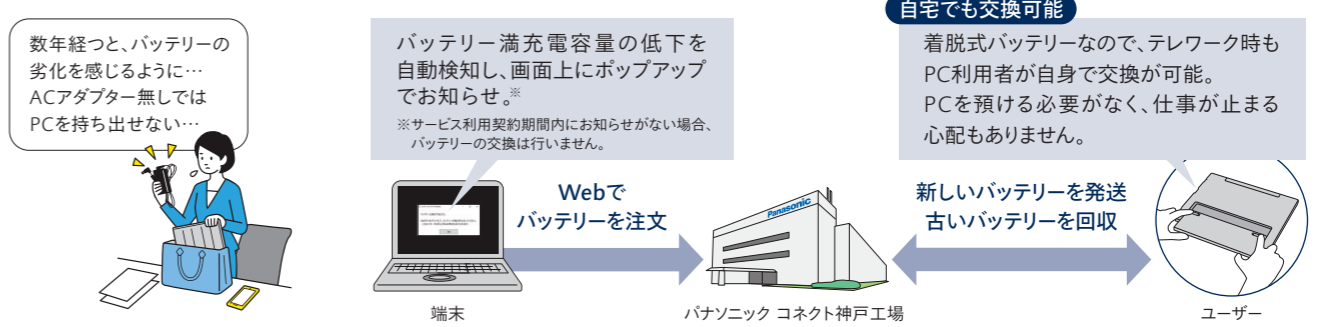 数年経つと、バッテリーの
劣化を感じるように…
ACアダプター無しでは
PCを持ち出せない…
バッテリー満充電容量の低下を
自動検知し、画面上にポップアップ
でお知らせ。※
※サービス利用契約期間内にお知らせがない場合、
バッテリーの交換は行いません。
自宅でも交換可能
着脱式バッテリーなので、テレワーク時も
PC利用者が自身で交換が可能。
PCを預ける必要がなく、仕事が止まる
心配もありません。
Webで
バッテリーを注文
Panasonic
新しいバッテリーを発送
古いバッテリーを回収
端末
パナソニック コネクト神戸工場
ユーザー